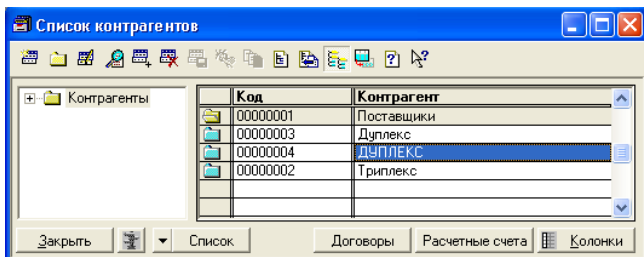 Список контрагентов
Контрагенты
Код Контрагент
00000001 Поставщики
00000003 Дуплекс
00000004 ДУПЛЕКС
00000002 Триплекс
Закрыть Список Договоры Расчетные счета Колонки